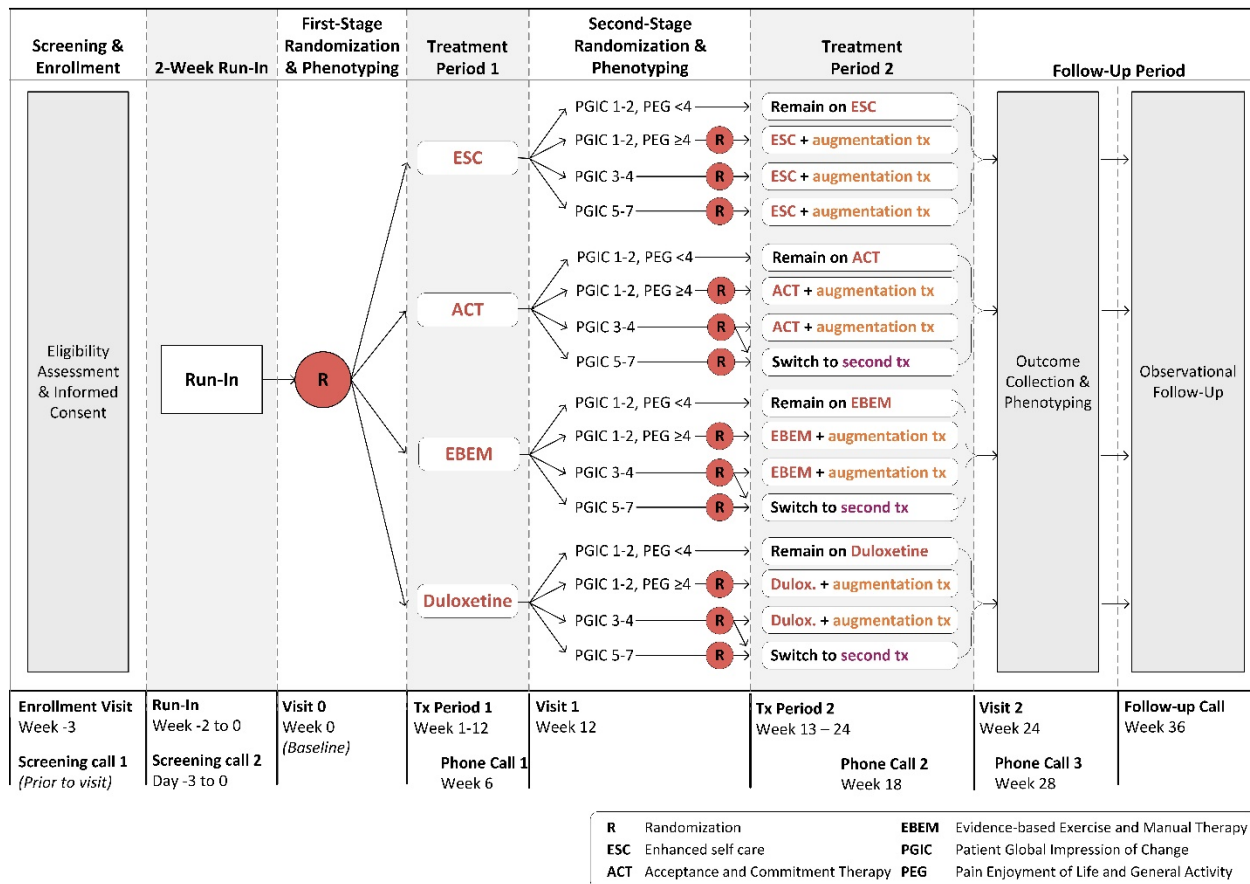 Screening &
Enrollment
2-Week Run-In
First-Stage
Randomization
& Phenotyping
Treatment
Period 1
Second-Stage
Randomization &
Phenotyping
Treatment
Period 2
Follow-Up Period
Eligibility
Assessment
& Informed
Consent
Run-In
R
ESC
PGIC 1-2, PEG <4
Remain on ESC
PGIC 1-2, PEG ≥4
R
ESC + augmentation tx
PGIC 3-4
R
ESC + augmentation tx
PGIC 5-7
R
ESC + augmentation tx
ACT
PGIC 1-2, PEG <4
Remain on ACT
PGIC 1-2, PEG ≥4
R
ACT + augmentation tx
PGIC 3-4
R
ACT + augmentation tx
PGIC 5-7
R
Switch to second tx
EBEM
PGIC 1-2, PEG <4
Remain on EBEM
PGIC 1-2, PEG ≥4
R
EBEM + augmentation tx
PGIC 3-4
R
EBEM + augmentation tx
PGIC 5-7
R
Switch to second tx
Duloxetine
PGIC 1-2, PEG <4
Remain on Duloxetine
PGIC 1-2, PEG ≥4
R
Dulox. + augmentation tx
PGIC 3-4
R
Dulox. + augmentation tx
PGIC 5-7
R
Switch to second tx
Outcome
Collection &
Phenotyping
Observational
Follow-Up
Enrollment Visit
Week -3
Screening call 1
(Prior to visit)
Run-In
Week -2 to 0
Screening call 2
Day -3 to 0
Visit 0
Week 0
(Baseline)
Tx Period 1
Week 1-12
Phone Call 1
Week 6
Visit 1
Week 12
Tx Period 2
Week 13 – 24
Phone Call 2
Week 18
Visit 2
Week 24
Phone Call 3
Week 28
Follow-up Call
Week 36
R Randomization
ESC Enhanced self care
ACT Acceptance and Commitment Therapy
EBEM Evidence-based Exercise and Manual Therapy
PGIC Patient Global Impression of Change
PEG Pain Enjoyment of Life and General Activity